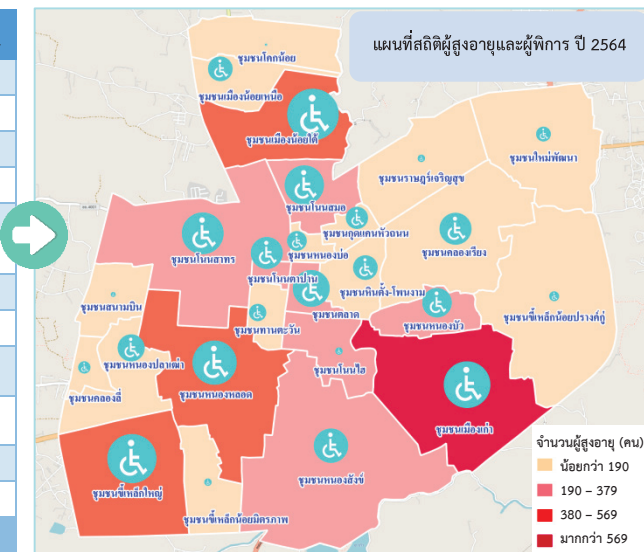 แผนที่สถิติผู้สูงอายุและผู้พิการ ปี 2564
ชุมชนโคกน้อย
ชุมชนเมืองน้อยเหนือ
ชุมชนเมืองน้อยใต้
ชุมชนใหม่พัฒนา
ชุมชนราษฎร์เจริญสุข
ชุมชนโนนสมอ
ชุมชนกุดแคนหัวถนน
ชุมชนโนนสาทร
ชุมชนหนองบ่อ
ชุมชนคลองเรียง
ชุมชนโนนตาปาน
ชุมชนหินตั้ง-โพนงาม
ชุมชนสนามบิน
ชุมชนตลาด
ชุมชนขี้เหล็กน้อยปรางค์กู่
ชุมชนทานตะวัน
ชุมชนหนองบัว
ชุมชนหนองปลาเฒ่า
ชุมชนโนนไฮ
ชุมชนคลองลี่
ชุมชนหนองหลอด
ชุมชนเมืองเก่า
ชุมชนหนองสังข์
ชุมชนขี้เหล็กใหญ่
ชุมชนขี้เหล็กน้อยมิตรภาพ
จำนวนผู้สูงอายุ (คน)
น้อยกว่า 190
190 – 379
380 – 569
มากกว่า 569